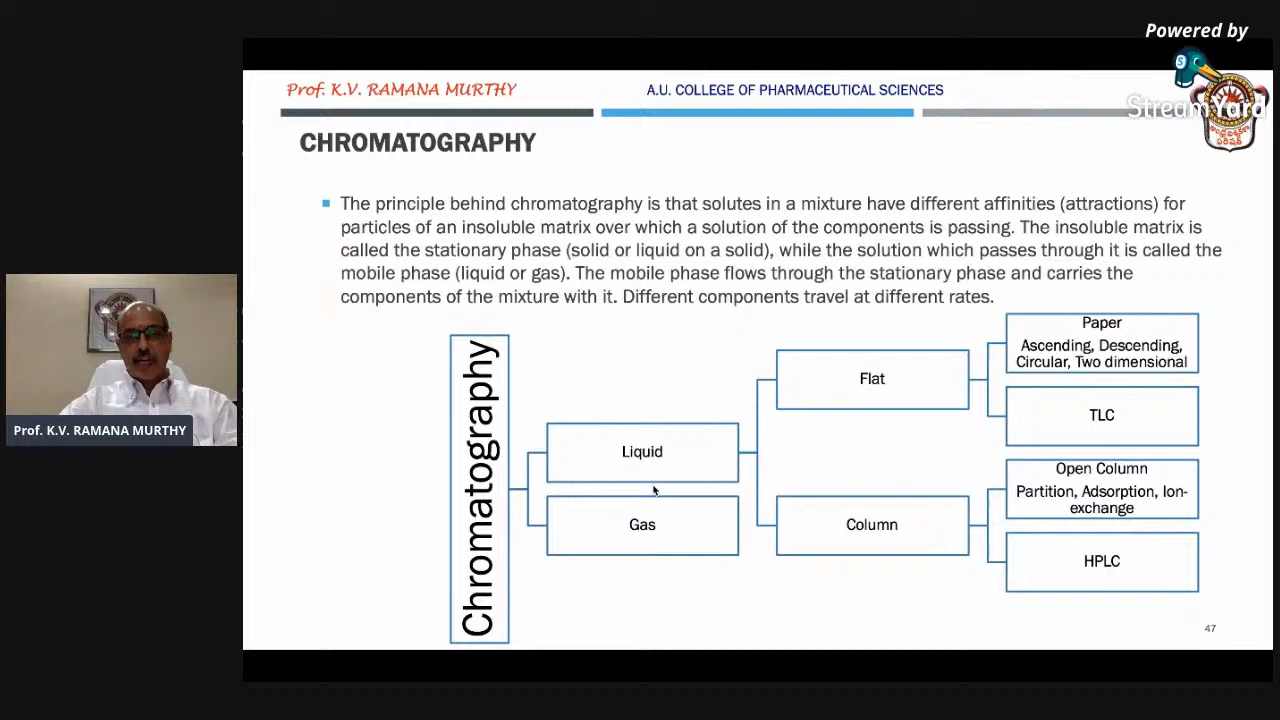 Powered by
StreamYard
Prof. K.V. RAMANA MURTHY
A.U. COLLEGE OF PHARMACEUTICAL SCIENCES
CHROMATOGRAPHY
The principle behind chromatography is that solutes in a mixture have different affinities (attractions) for
particles of an insoluble matrix over which a solution of the components is passing. The insoluble matrix is
called the stationary phase (solid or liquid on a solid), while the solution which passes through it is called the
mobile phase (liquid or gas). The mobile phase flows through the stationary phase and carries the
components of the mixture with it. Different components travel at different rates.
Chromatography
Liquid
Gas
Flat
Column
Paper
Ascending, Descending,
Circular, Two dimensional
TLC
Open Column
Partition, Adsorption, Ion-
exchange
HPLC
47
Prof. K.V. RAMANA MURTHY